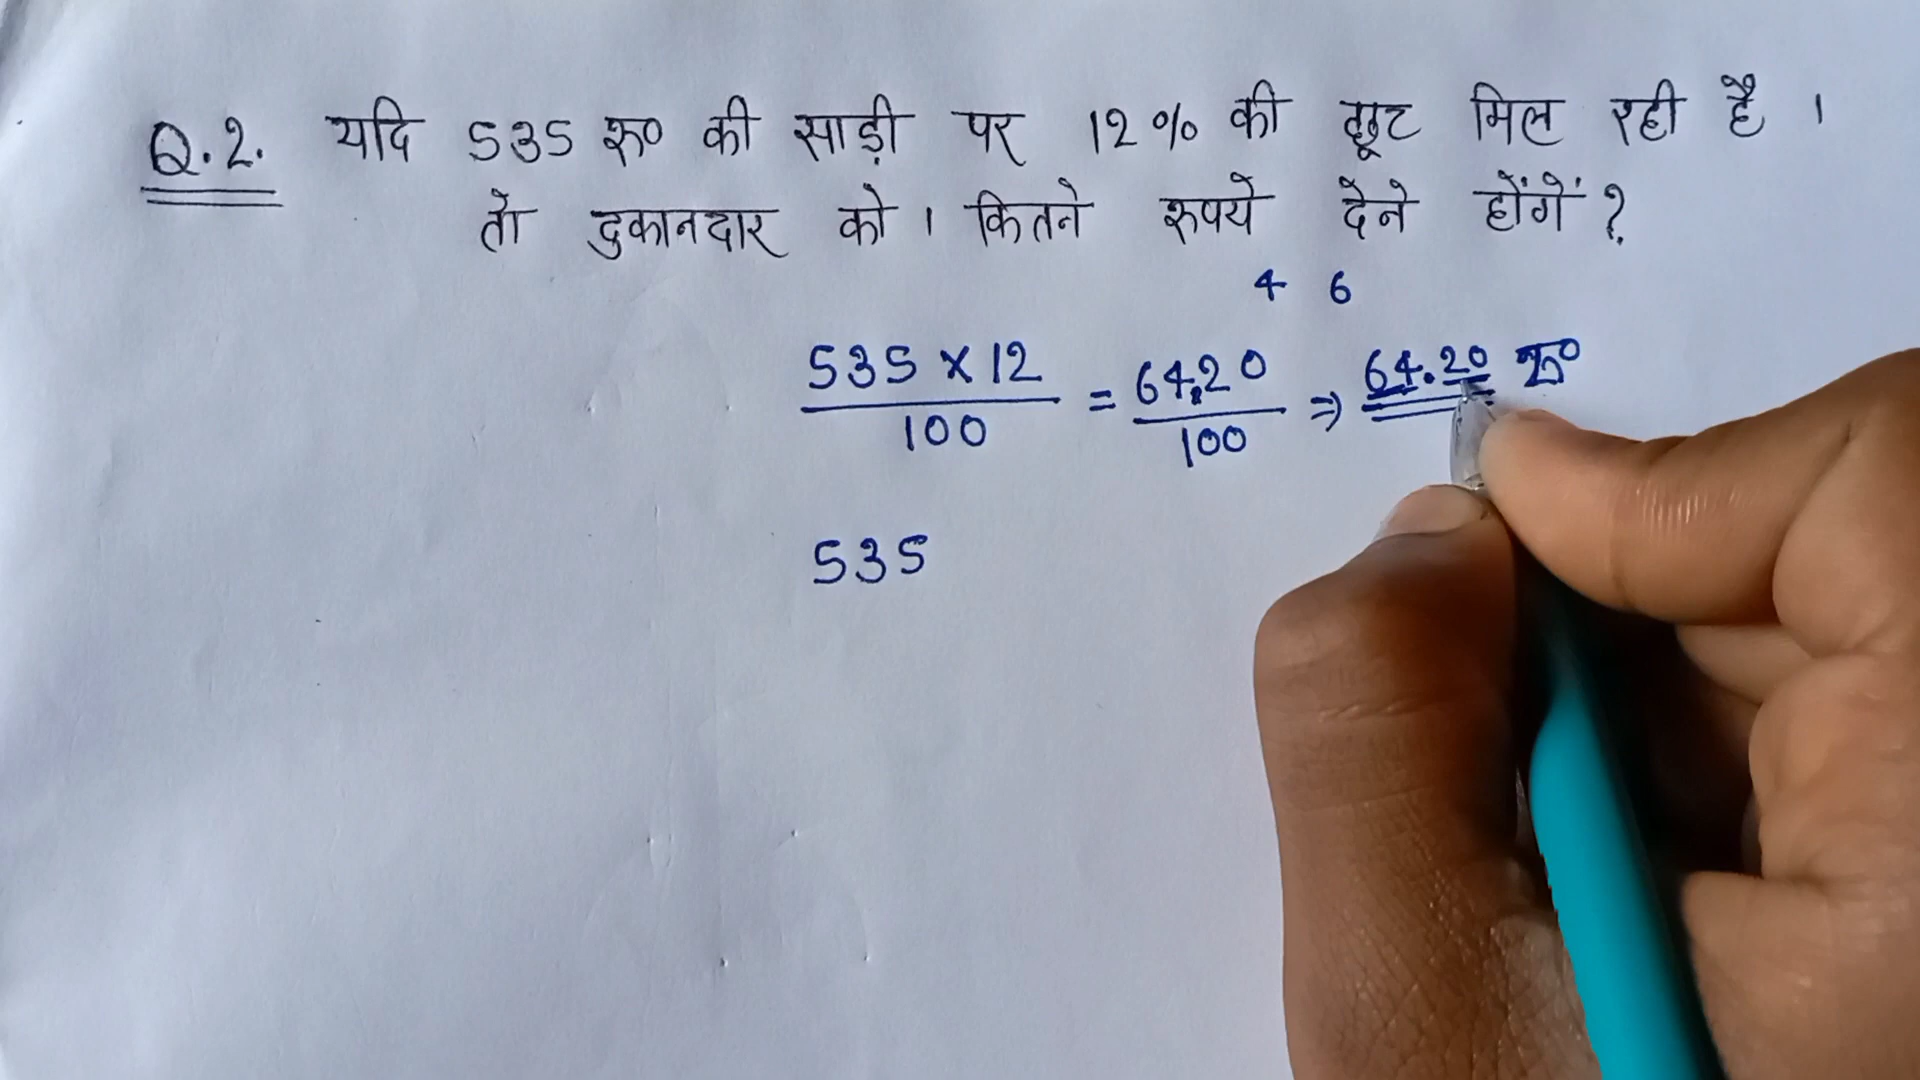 Q.2. यदि 535 रू० की साड़ी पर 12% की छूट मिल रही है ।
तो दुकानदार को । कितने रूपये देने होंगें ?
4 6
535 × 12 / 100 = 64.20 / 100 ⇒ 64.20 रू०
535